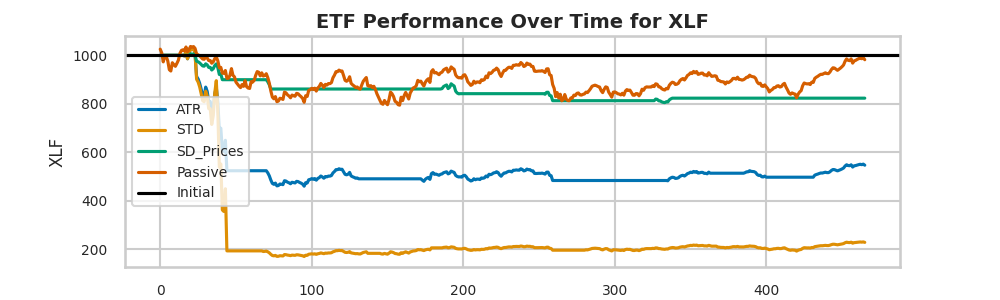 ETF Performance Over Time for XLF
XLF
1000
800
600
400
200
ATR
STD
SD_Prices
Passive
Initial
0
100
200
300
400